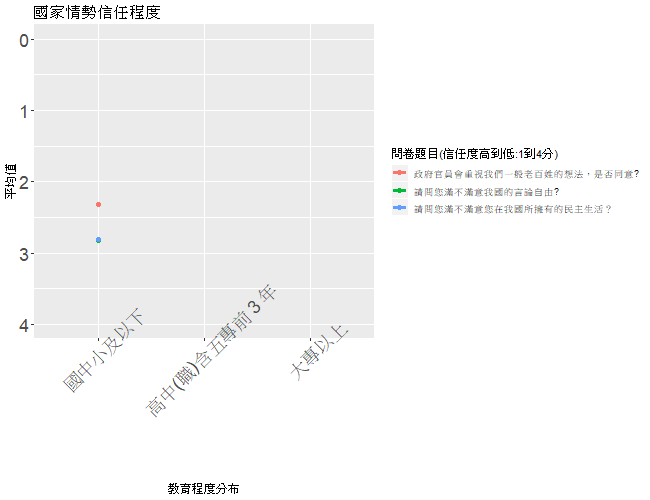 國家情勢信任程度
0
1
2
3
4
平均值
國中小及以下
高中(職)含五專前 3 年
大專以上
教育程度分布
問卷題目(信任度高到低:1到4分)
政府官員會重視我們一般老百姓的想法，是否同意?
請問您滿不滿意我國的言論自由?
請問您滿不滿意您在我國所擁有的民主生活？